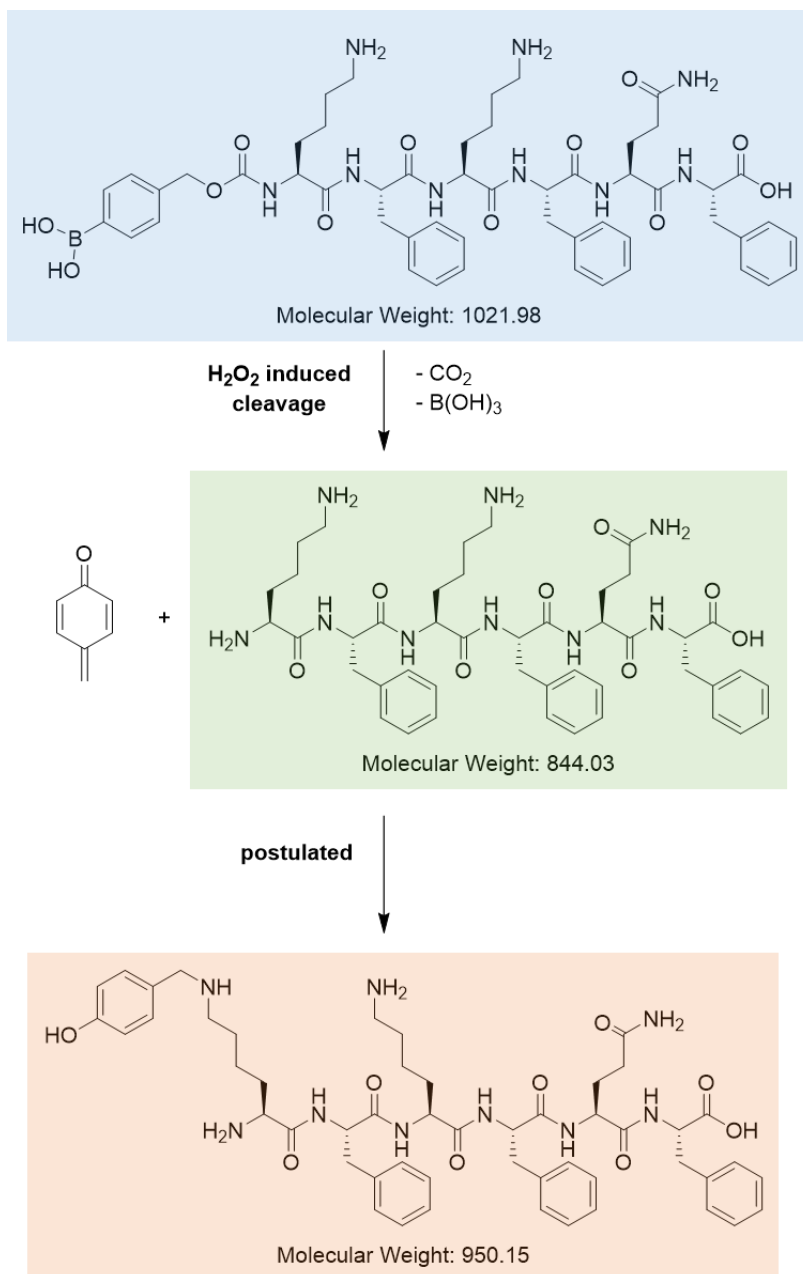 NH₂ NH₂
O NH₂
O H O H O H O
O N N N N N N OH
H O H O H O
HO B
HO
Molecular Weight: 1021.98
H₂O₂ induced - CO₂
cleavage - B(OH)₃
NH₂ NH₂
O NH₂
O
+
H O H O H O
H₂N N N N N N OH
O H O H O
Molecular Weight: 844.03
postulated
NH NH₂
HO O NH₂
H O H O H O
H₂N N N N N N OH
O H O H O
Molecular Weight: 950.15